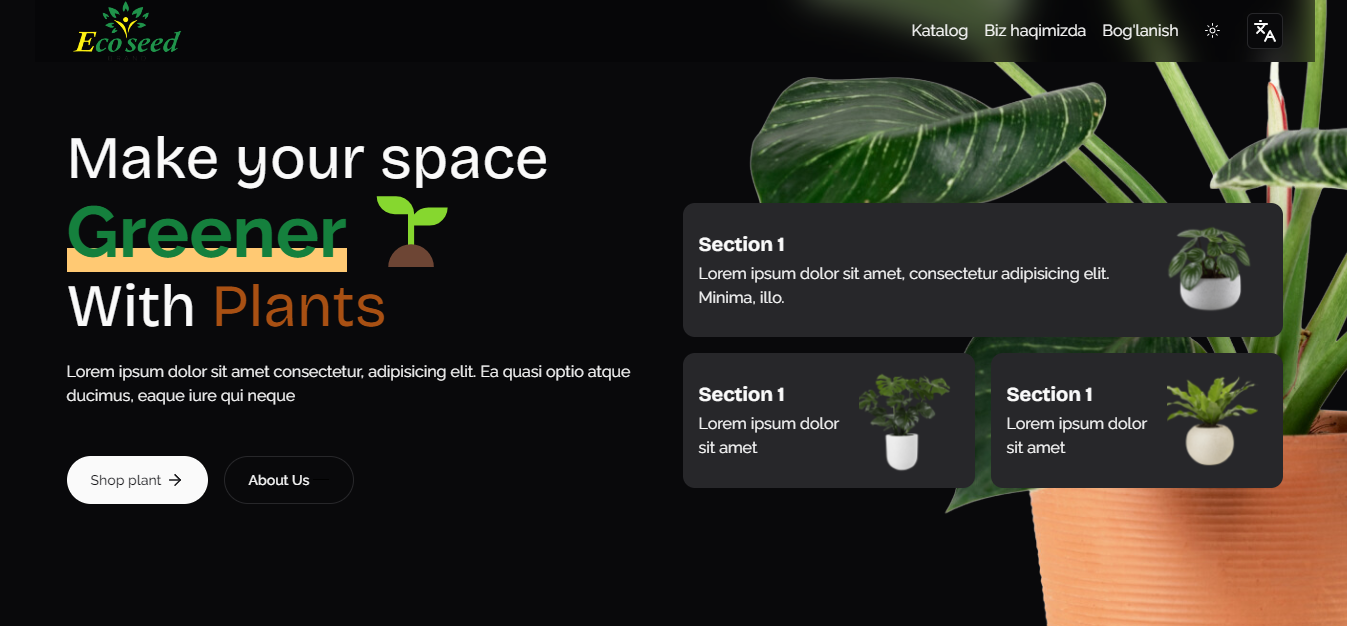 Eco seed
Katalog
Biz haqimizda
Bog'lanish
Make your space
Greener
With Plants
Lorem ipsum dolor sit amet consectetur, adipisicing elit. Ea quasi optio atque
ducimus, eaque iure qui neque
Shop plant
About Us
Section 1
Lorem ipsum dolor sit amet, consectetur adipisicing elit.
Minima, illo.
Section 1
Lorem ipsum dolor
sit amet
Section 1
Lorem ipsum dolor
sit amet